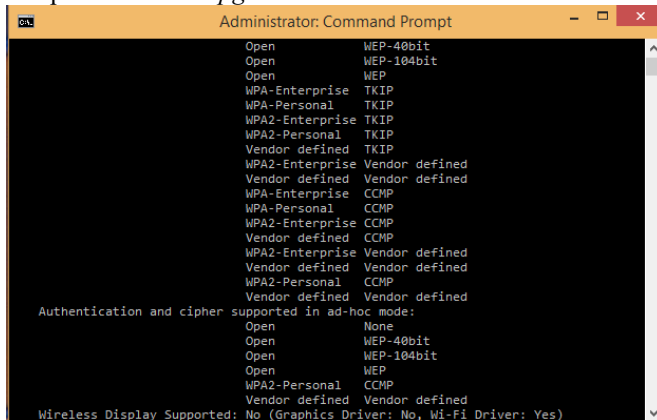 Administrator: Command Prompt
Open WEP-40bit
Open WEP-104bit
Open WEP
WPA-Enterprise TKIP
WPA-Personal TKIP
WPA2-Enterprise TKIP
WPA2-Personal TKIP
Vendor defined TKIP
WPA2-Enterprise Vendor defined
Vendor defined Vendor defined
WPA-Enterprise CCMP
WPA-Personal CCMP
WPA2-Enterprise CCMP
Vendor defined CCMP
WPA2-Enterprise Vendor defined
Vendor defined Vendor defined
WPA2-Personal CCMP
Vendor defined Vendor defined
Authentication and cipher supported in ad-hoc mode:
Open None
Open WEP-40bit
Open WEP-104bit
Open WEP
WPA2-Personal CCMP
Vendor defined Vendor defined
Wireless Display Supported: No (Graphics Driver: No, Wi-Fi Driver: Yes)